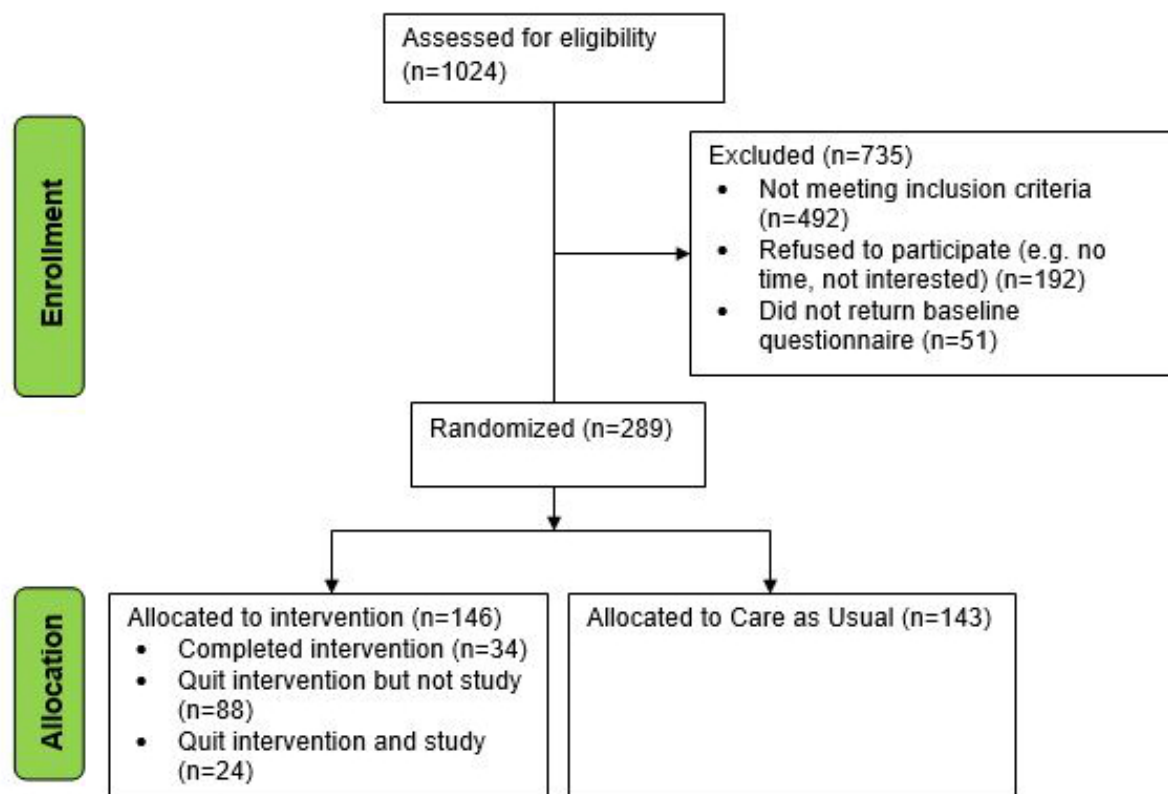 Assessed for eligibility
(n=1024)
Enrollment
Excluded (n=735)
• Not meeting inclusion criteria
(n=492)
• Refused to participate (e.g. no
time, not interested) (n=192)
• Did not return baseline
questionnaire (n=51)
Randomized (n=289)
Allocation
Allocated to intervention (n=146)
• Completed intervention (n=34)
• Quit intervention but not study
(n=88)
• Quit intervention and study
(n=24)
Allocated to Care as Usual (n=143)